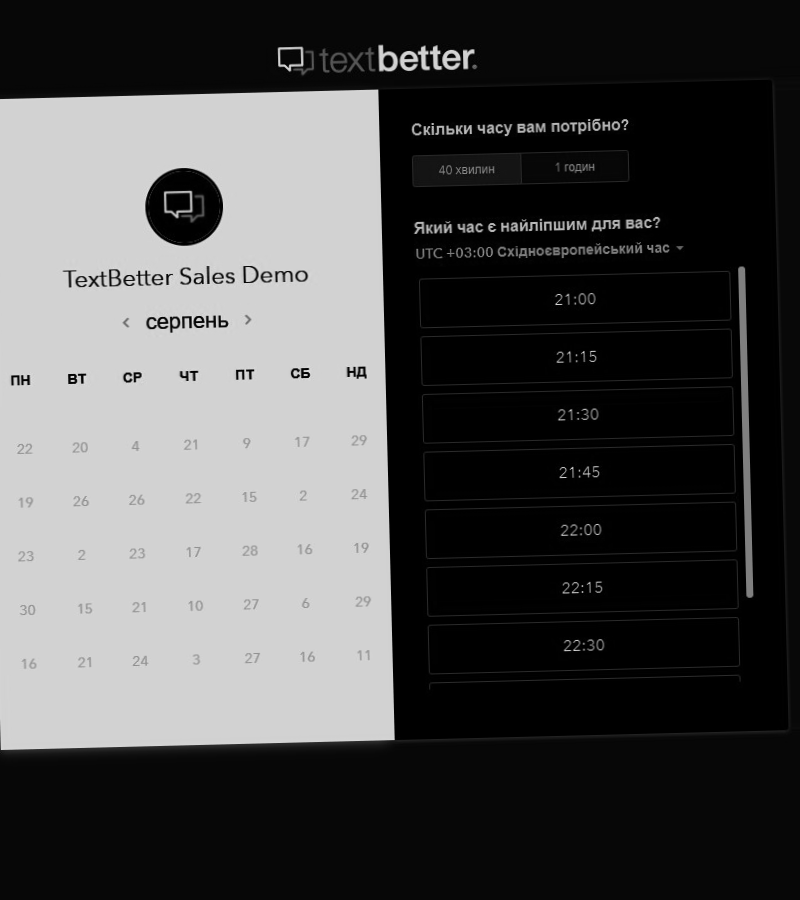 textbetter.
TextBetter Sales Demo
серпень
ПН ВТ СР ЧТ ПТ СБ НД
22 20 4 21 9 17 29
19 26 26 22 15 2 24
23 2 23 17 28 16 19
30 15 21 10 27 6 29
16 21 24 3 27 16 11
Скільки часу вам потрібно?
40 хвилин 1 годин
Який час є найліпшим для вас?
UTC +03:00 Східноєвропейський час
21:00
21:15
21:30
21:45
22:00
22:15
22:30